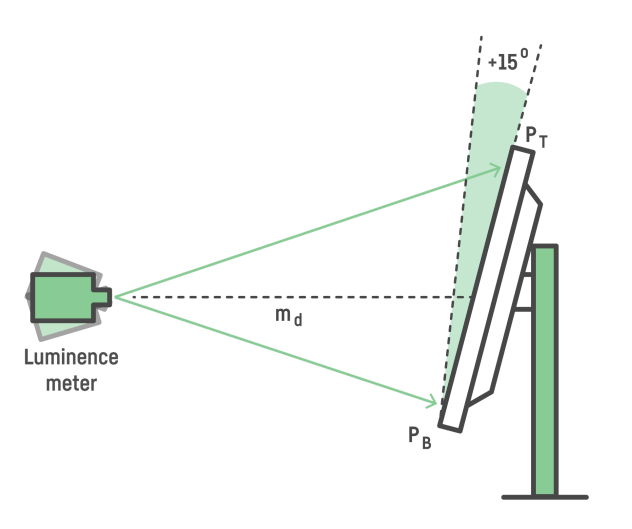 +15°
P_T
m_d
Luminence
meter
P_B